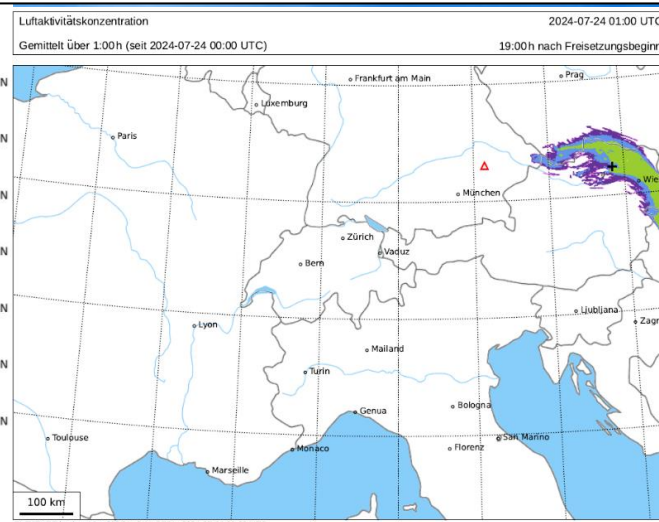 Luftaktivitätskonzentration
2024-07-24 01:00 UTC
Gemittelt über 1:00 h (seit 2024-07-24 00:00 UTC)
19:00 h nach Freisetzungsbeginn
Frankfurt am Main
Prag
N
Luxemburg
Paris
N
Wie
München
N
Zürich
Vaduz
N
Bern
Ljubljana
N
Lyon
Zagr
Mailand
N
Turin
Bologna
N
Genua
Toulouse
San Marino
Monaco
Florenz
Marseille
100 km